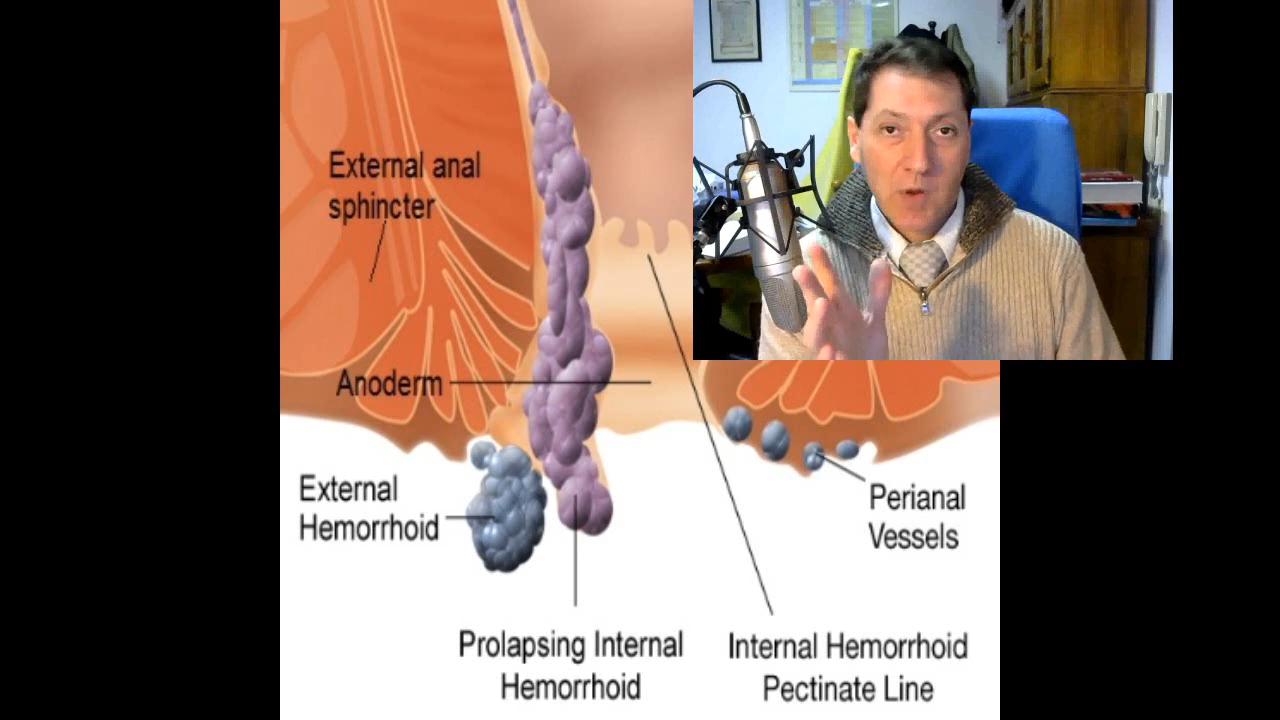 External anal
sphincter
Anoderm
External
Hemorrhoid
Perianal
Vessels
Prolapsing Internal
Hemorrhoid
Internal Hemorrhoid
Pectinate Line